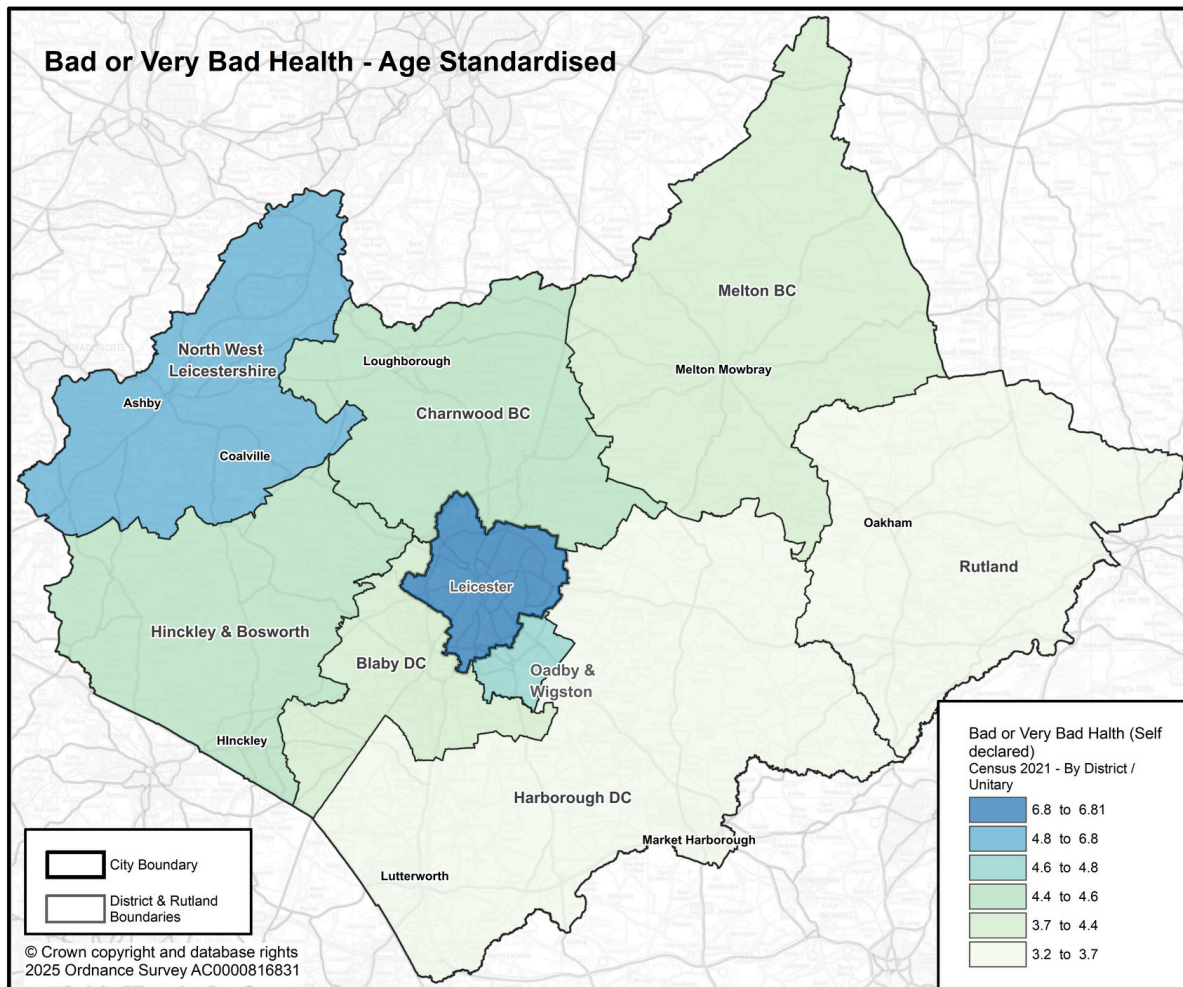 Bad or Very Bad Health - Age Standardised
Melton BC
North West
Leicestershire
Loughborough
Melton Mowbray
Ashby
Charnwood BC
Coalville
Oakham
Rutland
Leicester
Hinckley & Bosworth
Blaby DC
Oadby &
Wigston
HInckley
Harborough DC
Market Harborough
Lutterworth
Bad or Very Bad Halth (Self
declared)
Census 2021 - By District /
Unitary
6.8 to 6.81
4.8 to 6.8
4.6 to 4.8
4.4 to 4.6
3.7 to 4.4
3.2 to 3.7
City Boundary
District & Rutland
Boundaries
© Crown copyright and database rights
2025 Ordnance Survey AC0000816831